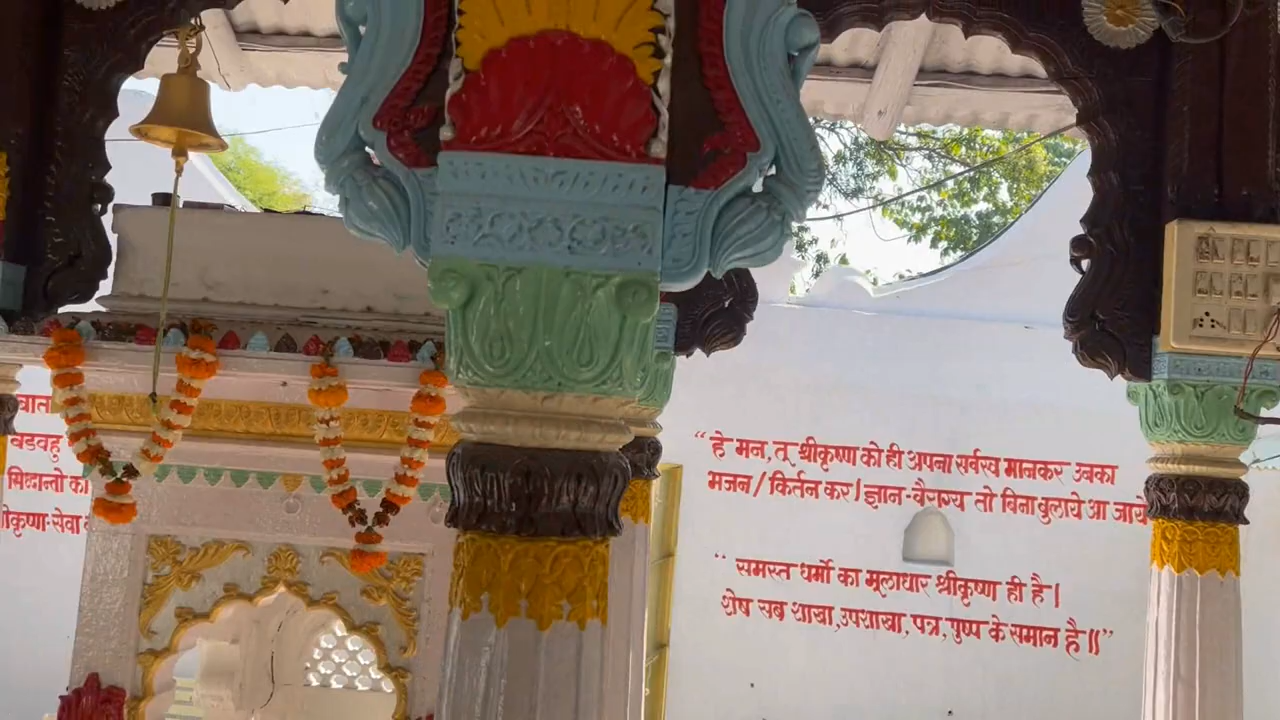 सिद्धान्तो का
“हे मन, तू श्रीकृष्ण को ही अपना सर्वस्व मानकर उनका
भजन/किर्तन कर। ज्ञान-वैराग्य तो बिना बुलाये आ जाये
“समस्त धर्मो का मूलाधार श्रीकृष्ण ही है।
शेष सब शाखा,उपशाखा, पत्र, पुष्प के समान है॥”